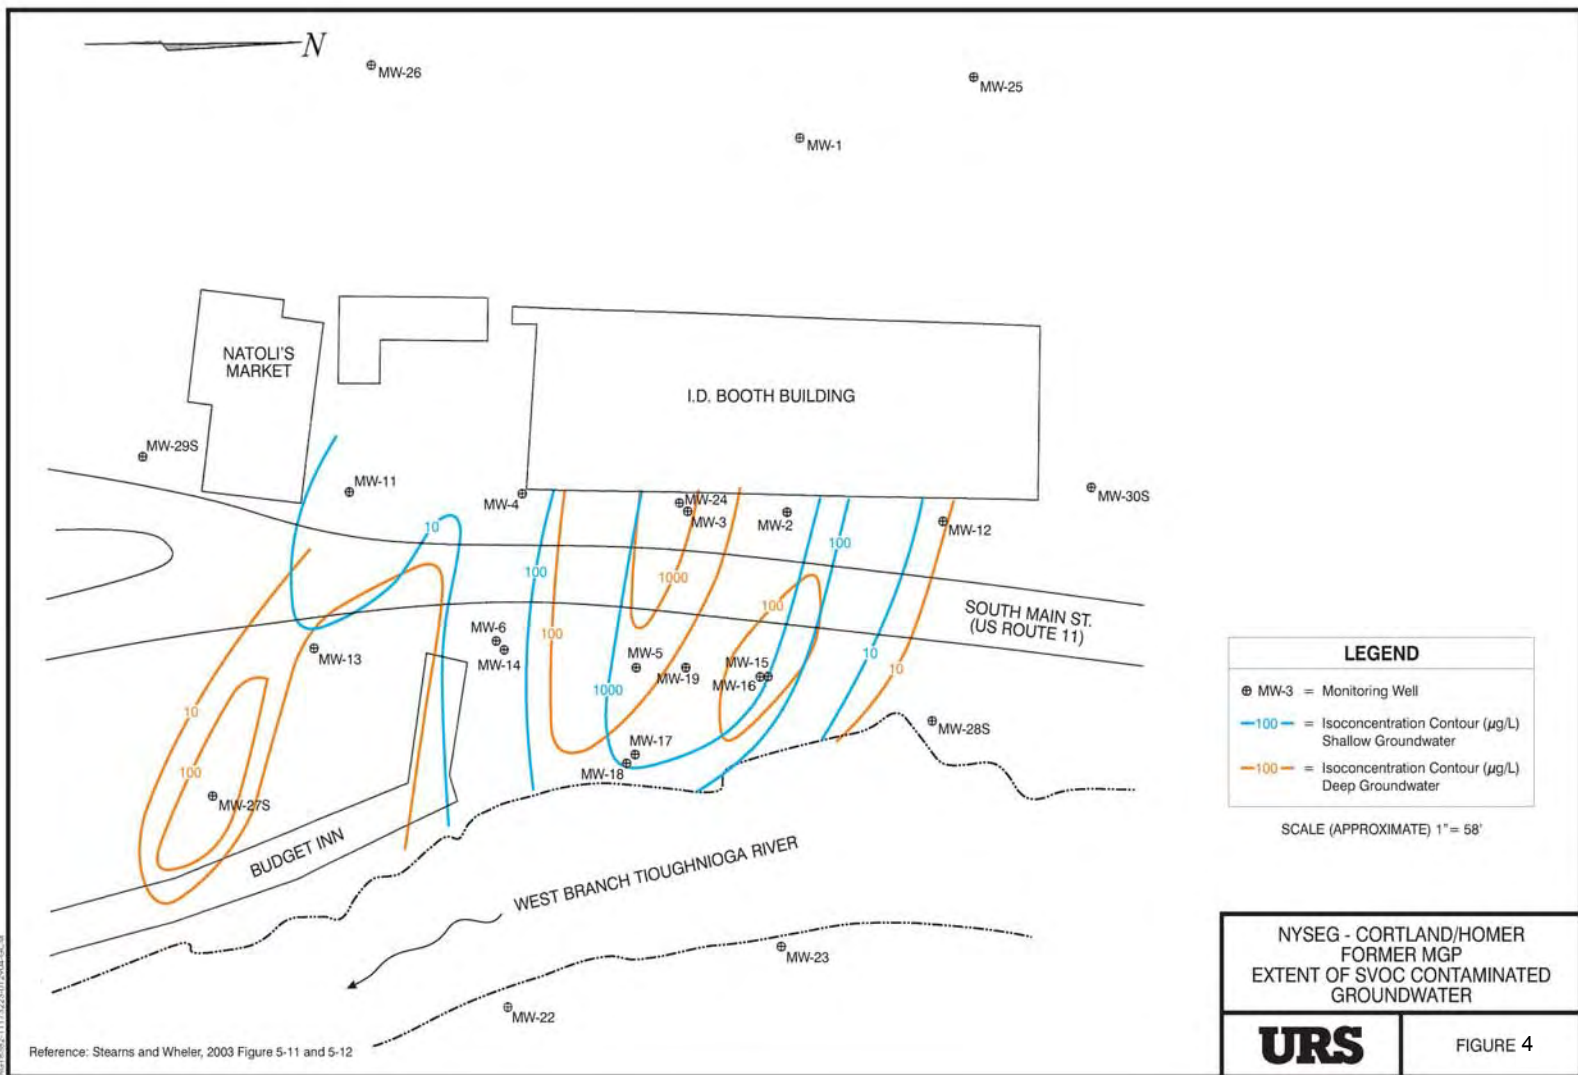 N
MW-26
MW-25
MW-1
NATOLI'S
MARKET
I.D. BOOTH BUILDING
MW-29S
MW-11
MW-4
MW-24
MW-3
MW-2
MW-12
MW-30S
10
100
100
1000
100
100
1000
10
10
10
100
SOUTH MAIN ST.
(US ROUTE 11)
MW-6
MW-14
MW-13
MW-5
MW-19
MW-15
MW-16
MW-17
MW-18
MW-28S
MW-27S
BUDGET INN
WEST BRANCH TIOUGHNIOGA RIVER
MW-23
MW-22
LEGEND
MW-3 = Monitoring Well
100 = Isoconcentration Contour (µg/L)
Shallow Groundwater
100 = Isoconcentration Contour (µg/L)
Deep Groundwater
SCALE (APPROXIMATE) 1"= 58'
NYSEG - CORTLAND/HOMER
FORMER MGP
EXTENT OF SVOC CONTAMINATED
GROUNDWATER
URS
FIGURE 4
Reference: Stearns and Wheler, 2003 Figure 5-11 and 5-12